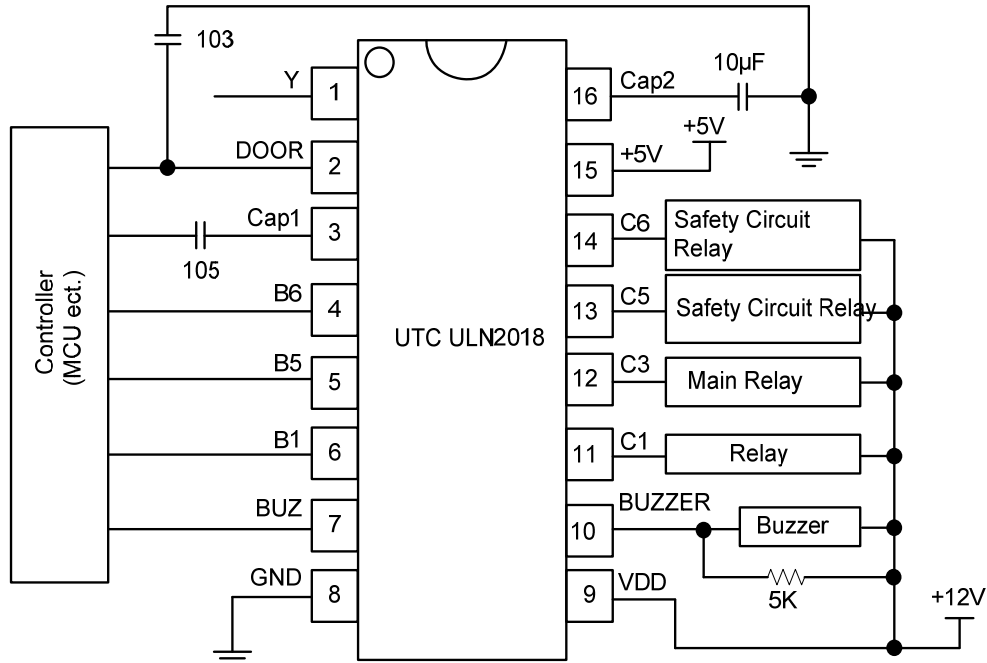 103
10µF
Y
1
16
Cap2
+5V
DOOR
2
15
+5V
Cap1
3
14
C6
Safety Circuit
Relay
105
Controller
(MCU ect.)
B6
4
13
C5
Safety Circuit Relay
UTC ULN2018
B5
5
12
C3
Main Relay
B1
6
11
C1
Relay
BUZ
7
10
BUZZER
Buzzer
GND
8
9
VDD
5K
+12V